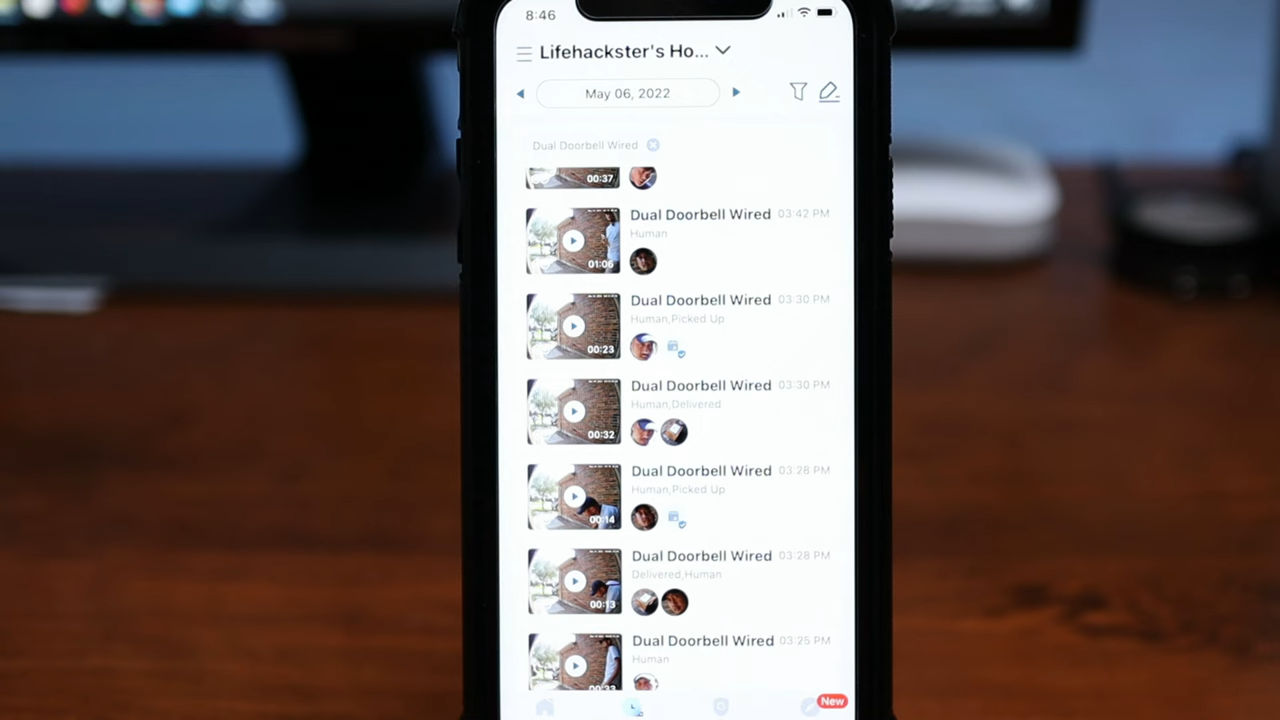 8:46
Lifehackster's Ho...
May 06, 2022
Dual Doorbell Wired
00:37
Dual Doorbell Wired 03:42 PM
Human
01:06
Dual Doorbell Wired 03:30 PM
Human,Picked Up
00:23
Dual Doorbell Wired 03:30 PM
Human,Delivered
00:32
Dual Doorbell Wired 03:28 PM
Human,Picked Up
00:14
Dual Doorbell Wired 03:28 PM
Delivered,Human
00:13
Dual Doorbell Wired 03:25 PM
Human
00:33
New